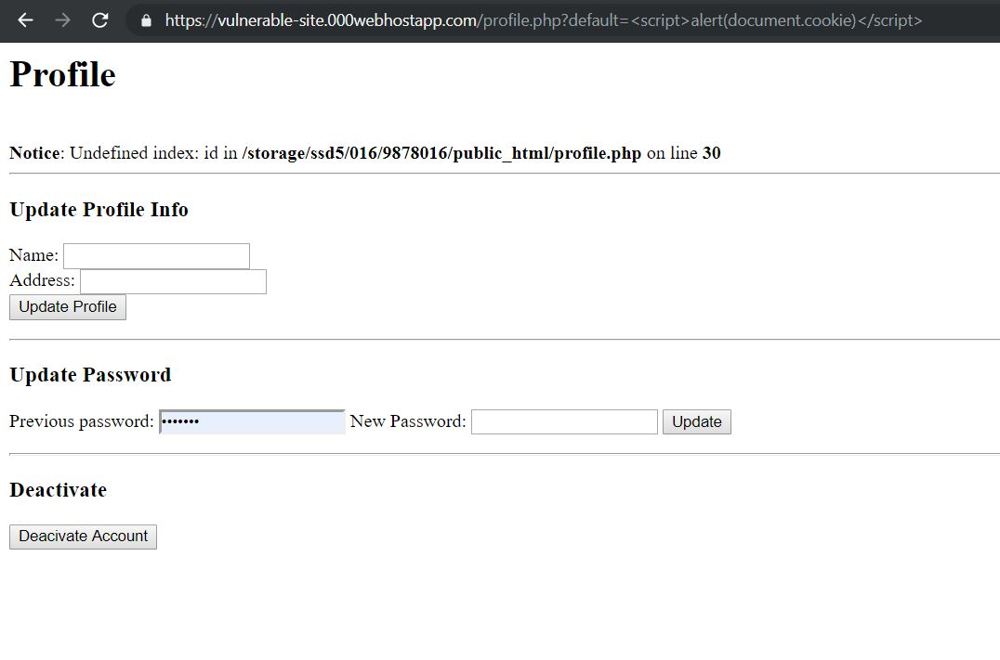 https://vulnerable-site.000webhostapp.com/profile.php?default=<script>alert(document.cookie)</script>
Profile
Notice: Undefined index: id in /storage/ssd5/016/9878016/public_html/profile.php on line 30
Update Profile Info
Name:
Address:
Update Profile
Update Password
Previous password: ••••••• New Password: Update
Deactivate
Deacivate Account